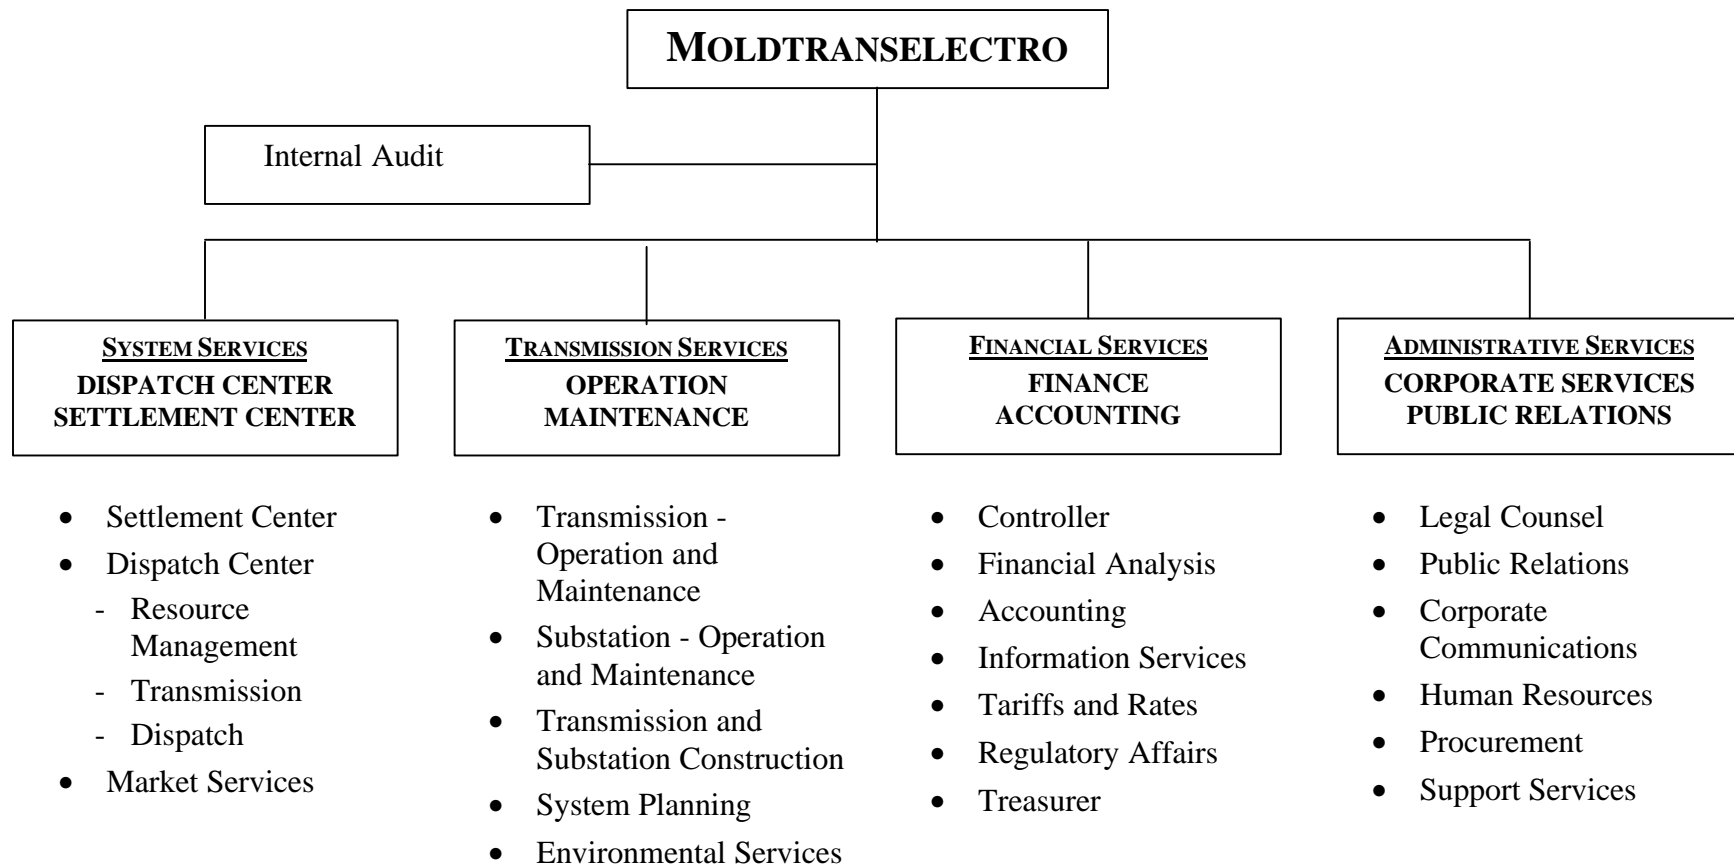 MOLDTRANSELECTRO
Internal Audit
SYSTEM SERVICES
DISPATCH CENTER
SETTLEMENT CENTER
TRANSMISSION SERVICES
OPERATION
MAINTENANCE
FINANCIAL SERVICES
FINANCE
ACCOUNTING
ADMINISTRATIVE SERVICES
CORPORATE SERVICES
PUBLIC RELATIONS
• Settlement Center
• Dispatch Center
- Resource
Management
- Transmission
- Dispatch
• Market Services
• Transmission -
Operation and
Maintenance
• Substation - Operation
and Maintenance
• Transmission and
Substation Construction
• System Planning
• Environmental Services
• Controller
• Financial Analysis
• Accounting
• Information Services
• Tariffs and Rates
• Regulatory Affairs
• Treasurer
• Legal Counsel
• Public Relations
• Corporate
Communications
• Human Resources
• Procurement
• Support Services